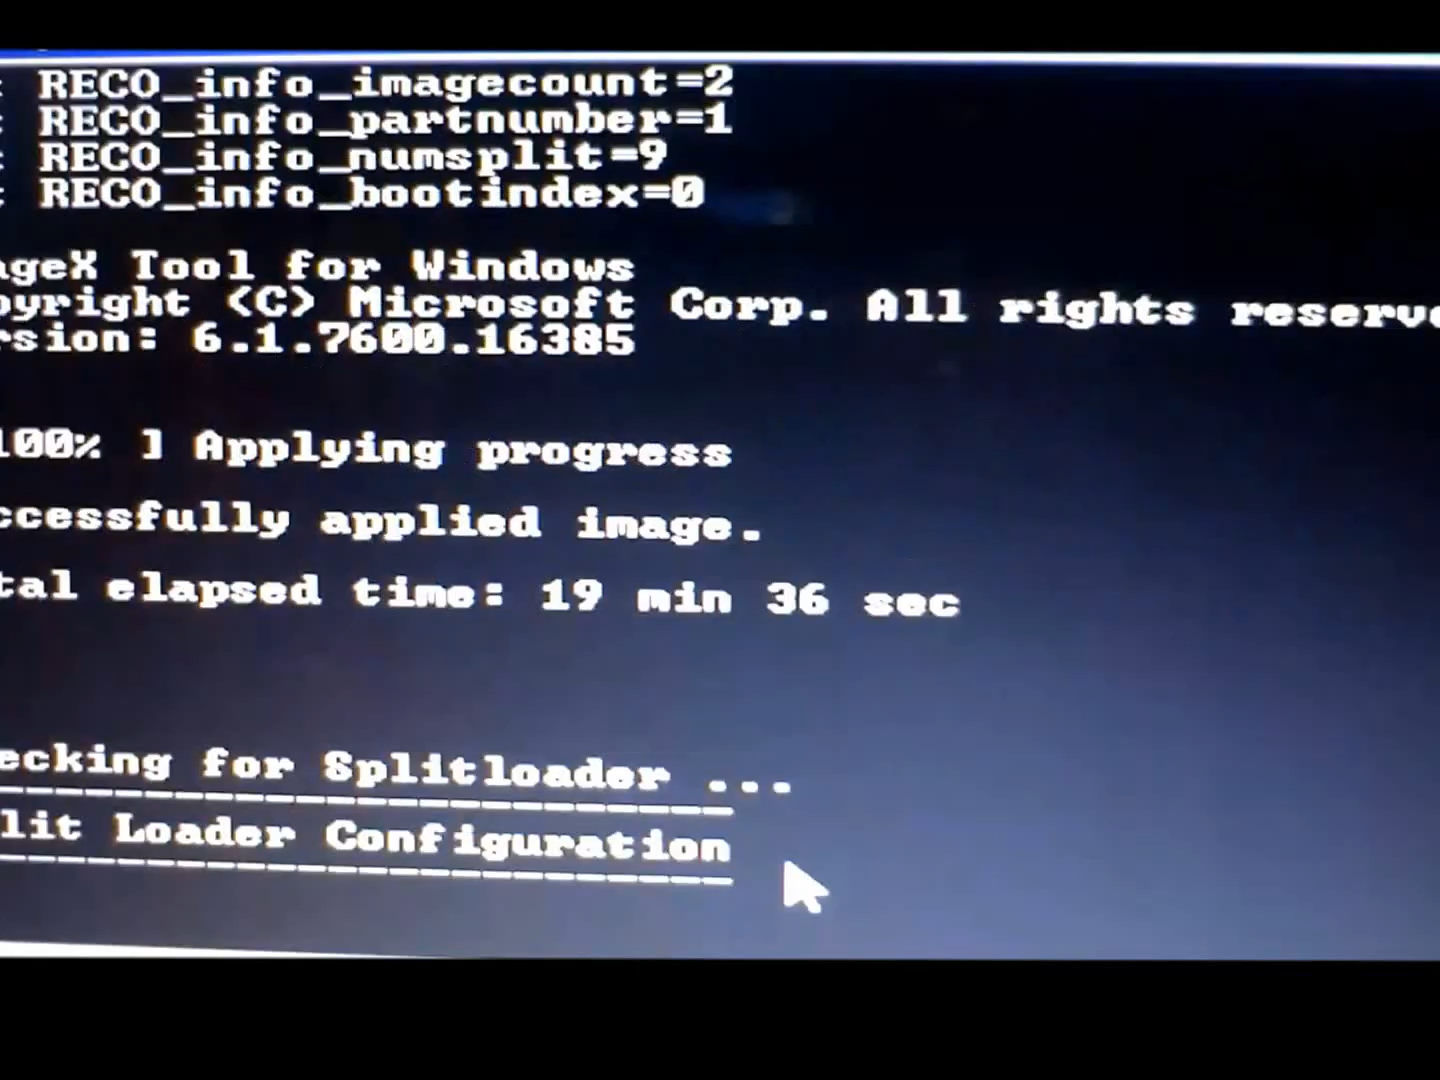 RECO_info_imagecount=2
RECO_info_partnumber=1
RECO_info_numsplit=9
RECO_info_bootindex=0
ageX Tool for Windows
pyright (C) Microsoft Corp. All rights reserve
rsion: 6.1.7600.16385
100% ] Applying progress
ccessfully applied image.
tal elapsed time: 19 min 36 sec
ecking for Splitloader ...
lit Loader Configuration